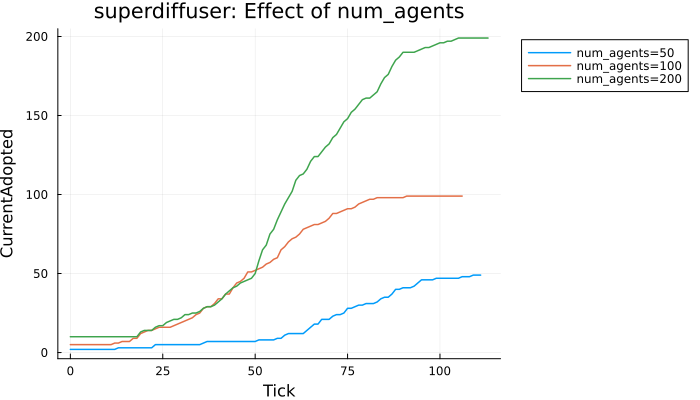 superdiffuser: Effect of num_agents
200
150
100
50
0
CurrentAdopted
0 25 50 75 100
Tick
num_agents=50
num_agents=100
num_agents=200